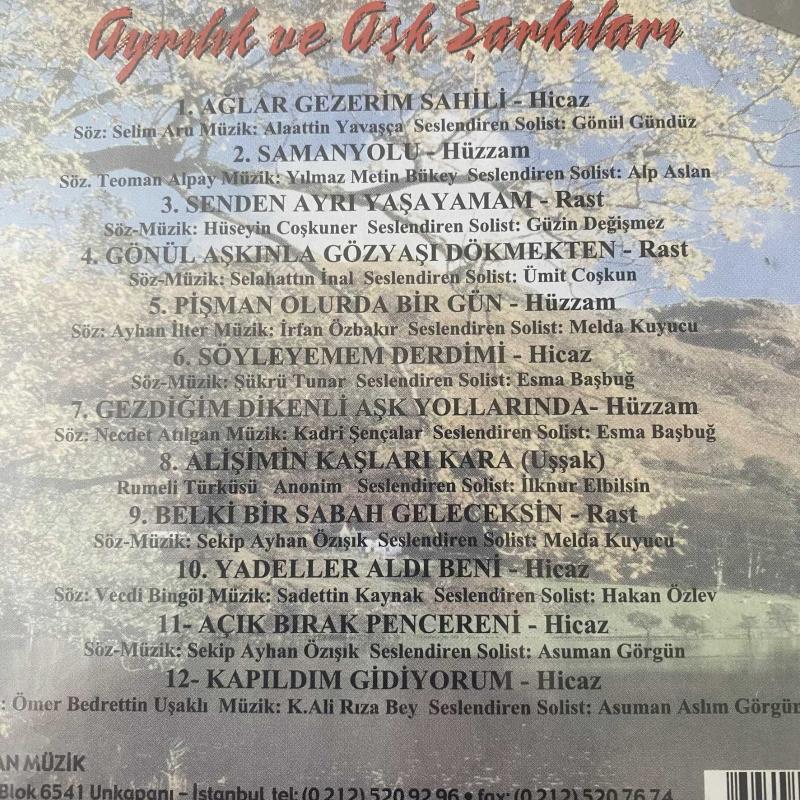 Ayrılık ve Aşk Şarkıları
1. AĞLAR GEZERİM SAHİLİ - Hicaz
Söz: Selim Aru Müzik: Alaattin Yavaşça Seslendiren Solist: Gönül Gündüz
2. SAMANYOLU - Hüzzam
Söz. Teoman Alpay Müzik: Yılmaz Metin Bükey Seslendiren Solist: Alp Aslan
3. SENDEN AYRI YAŞAYAMAM - Rast
Söz-Müzik: Hüseyin Coşkuner Seslendiren Solist: Güzin Değişmez
4. GÖNÜL AŞKINLA GÖZYAŞI DÖKMEKTEN - Rast
Söz-Müzik: Selahattın İnal Seslendiren Solist: Ümit Coşkun
5. PİŞMAN OLURDA BİR GÜN - Hüzzam
Söz: Ayhan İlter Müzik: İrfan Özbakır Seslendiren Solist: Melda Kuyucu
6. SÖYLEYEMEM DERDİMİ - Hicaz
Söz-Müzik: Şükrü Tunar Seslendiren Solist: Esma Başbuğ
7. GEZDİĞİM DİKENLİ AŞK YOLLARINDA- Hüzzam
Söz: Necdet Atılgan Müzik: Kadri Şençalar Seslendiren Solist: Esma Başbuğ
8. ALİŞİMİN KAŞLARI KARA (Uşşak)
Rumeli Türküsü Anonim Seslendiren Solist: İlknur Elbilsin
9. BELKİ BİR SABAH GELECEKSİN - Rast
Söz-Müzik: Sekip Ayhan Özışık Seslendiren Solist: Melda Kuyucu
10. YADELLER ALDI BENİ - Hicaz
Söz: Vecdi Bingöl Müzik: Sadettin Kaynak Seslendiren Solist: Hakan Özlev
11- AÇIK BIRAK PENCERENİ - Hicaz
Söz-Müzik: Sekip Ayhan Özışık Seslendiren Solist: Asuman Görgün
12- KAPILDIM GİDİYORUM - Hicaz
: Ömer Bedrettin Uşaklı Müzik: K.Ali Rıza Bey Seslendiren Solist: Asuman Aslım Görgün
AN MÜZİK
Blok 6541 Unkapanı - İstanbul tel: (0 212) 520 92 96 • fax: (0 212) 520 76 74